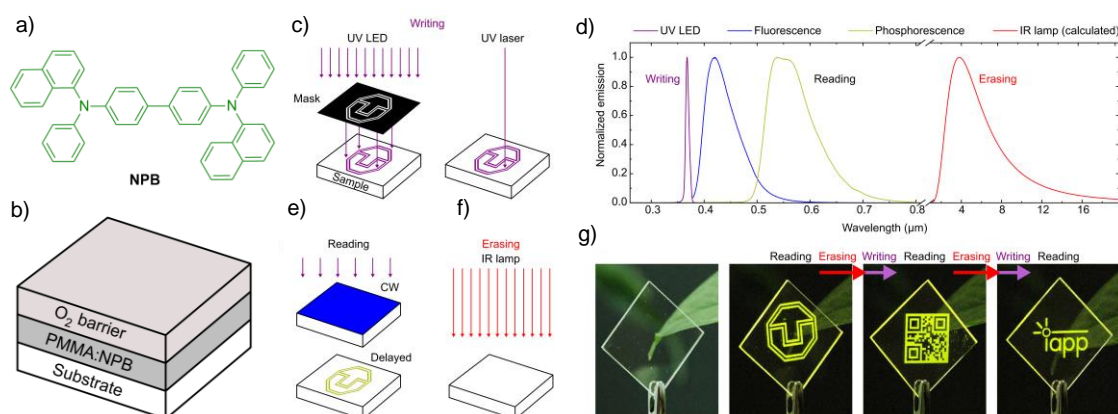 a)
N
N
NPB
b)
O₂ barrier
PMMA:NPB
Substrate
c)
Writing
UV LED
UV laser
Mask
Sample
e)
Reading
CW
Delayed
f)
Erasing
IR lamp
d)
UV LED
Fluorescence
Phosphorescence
IR lamp (calculated)
Normalized emission
1.0
0.8
0.6
0.4
0.2
0.0
Writing
Reading
Erasing
0.3 0.4 0.5 0.6 0.7 0.8 4 8 12 16
Wavelength (µm)
g)
Reading Erasing Writing Reading Erasing Writing Reading
iapp